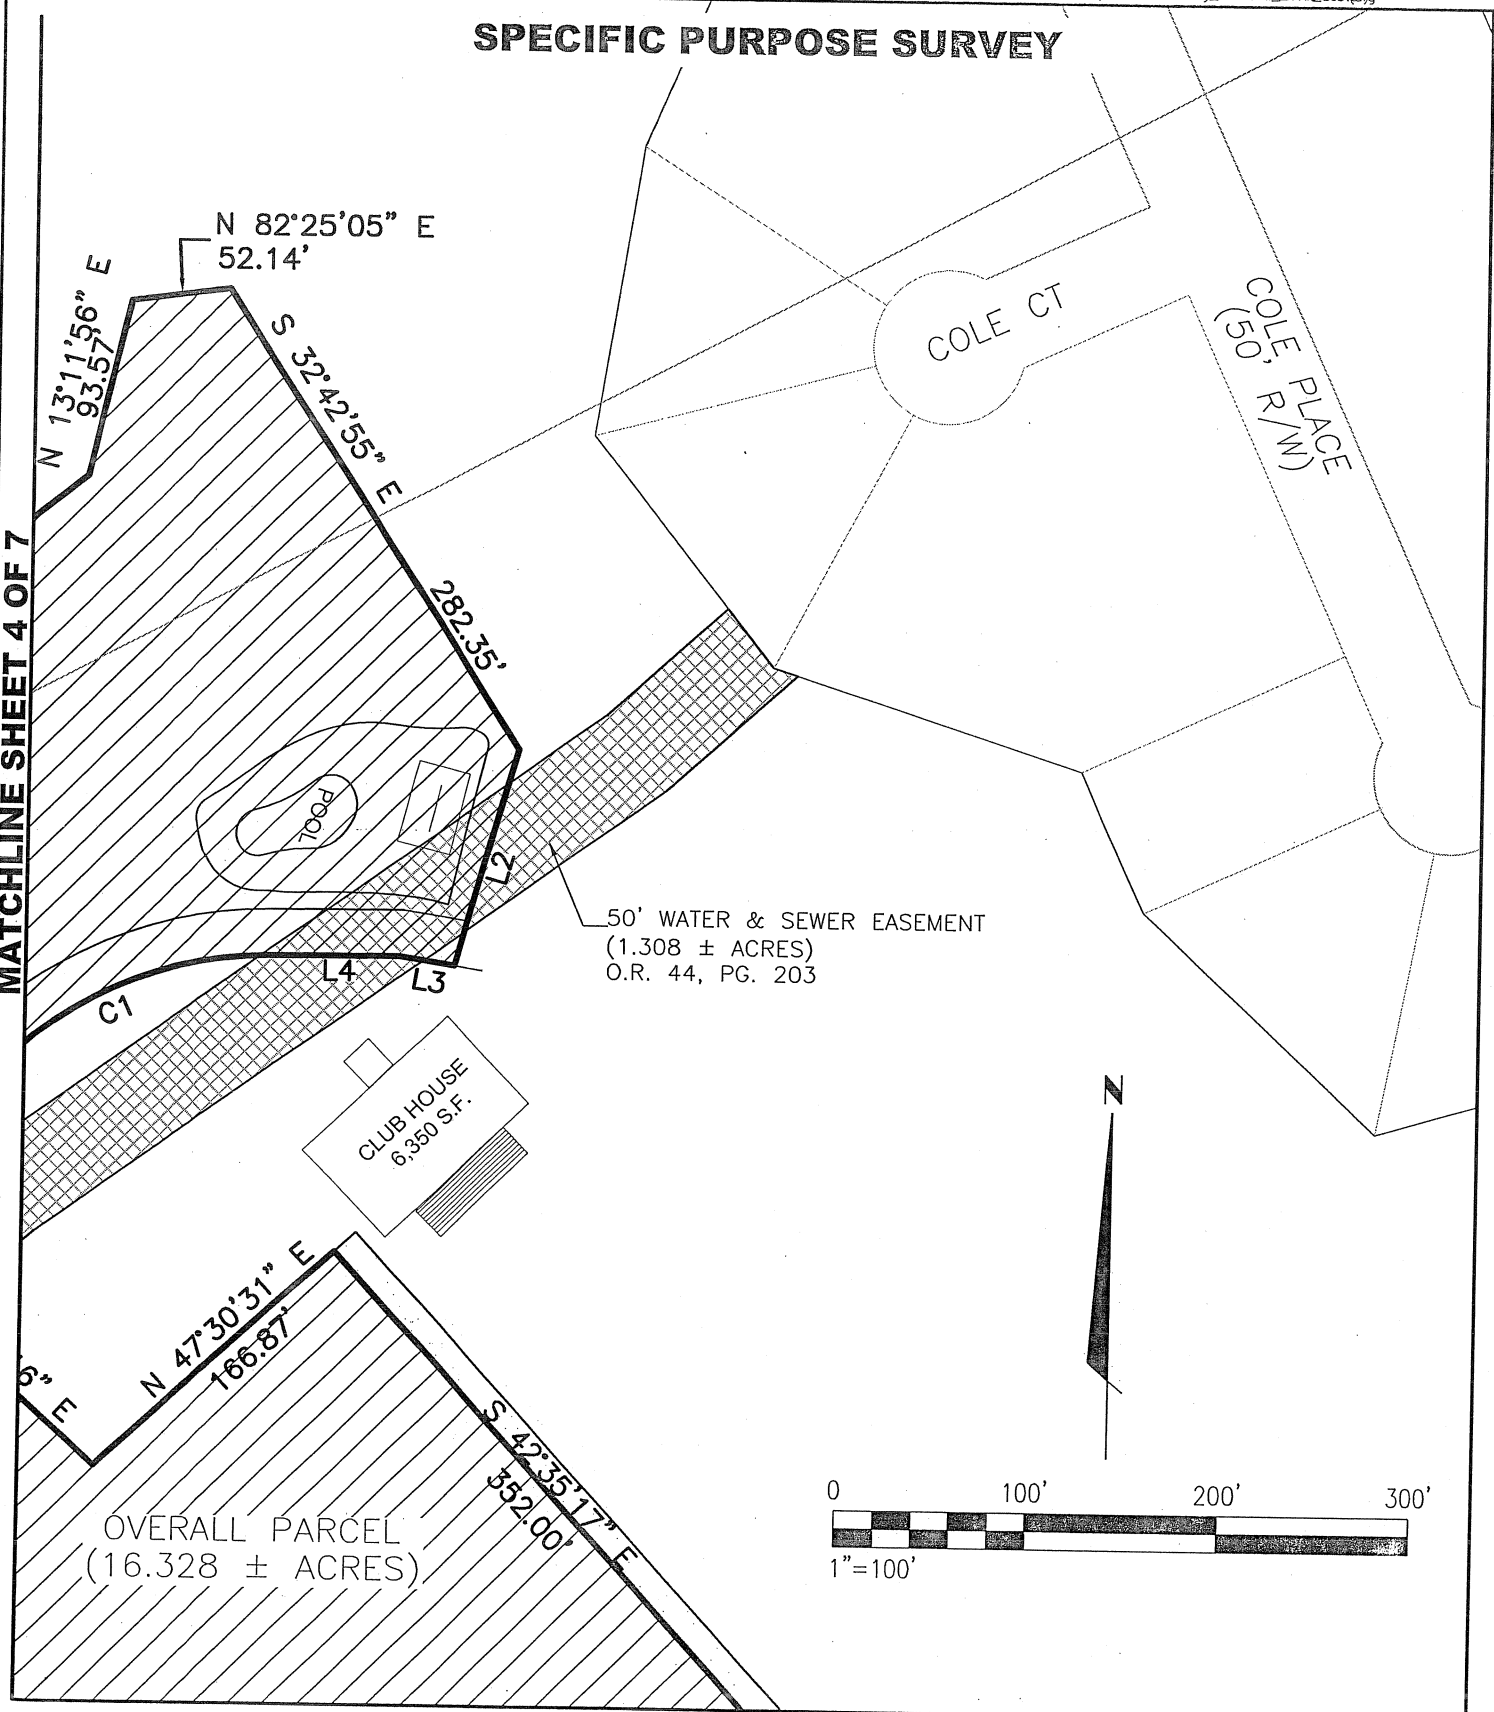 SPECIFIC PURPOSE SURVEY
N 82°25'05" E
52.14'
N 13°11'56" E
93.57'
S 32°42'55" E
282.35'
COLE CT
COLE PLACE
(50' R/W)
MATCHLINE SHEET 4 OF 7
POOL
L2
L4
L3
C1
50' WATER & SEWER EASEMENT
(1.308 ± ACRES)
O.R. 44, PG. 203
CLUB HOUSE
6,350 S.F.
N
N 47°30'31" E
166.87'
6" E
S 42°35'17" E
352.00'
OVERALL PARCEL
(16.328 ± ACRES)
0 100' 200' 300'
1"=100'